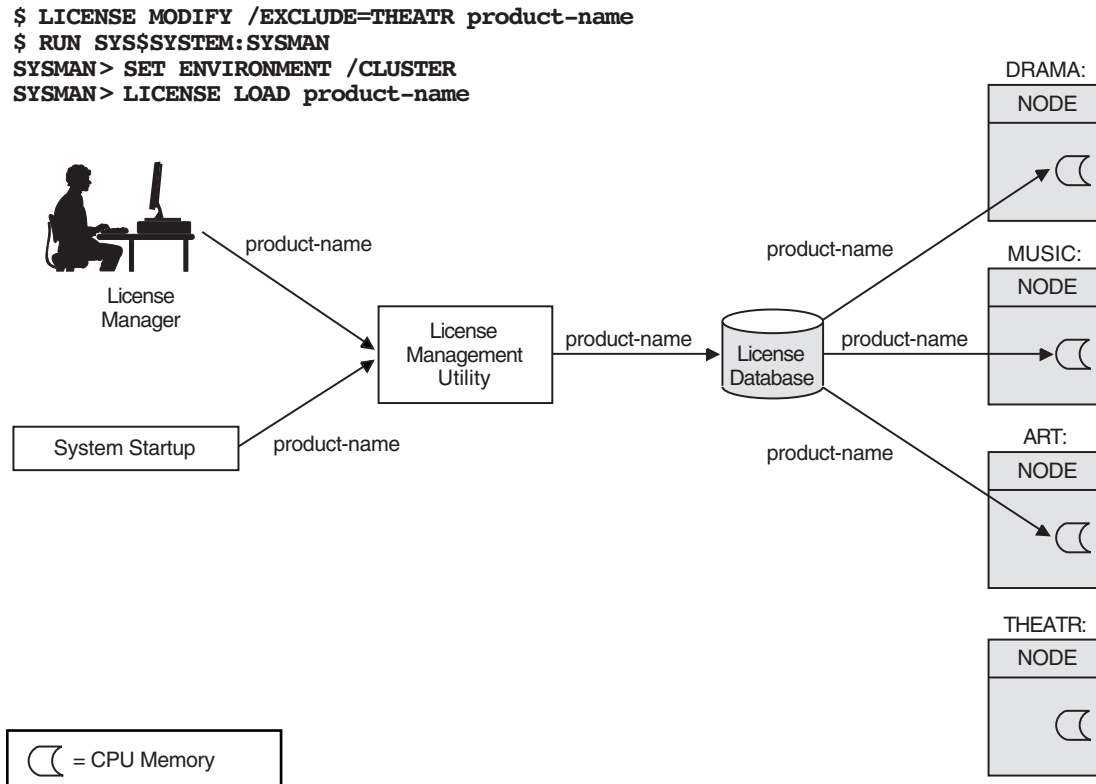 $ LICENSE MODIFY /EXCLUDE=THEATR product-name
$ RUN SYS$SYSTEM:SYSMAN
SYSMAN> SET ENVIRONMENT /CLUSTER
SYSMAN> LICENSE LOAD product-name
DRAMA:
NODE
product-name
License
Manager
product-name
MUSIC:
NODE
License
Management
Utility
product-name
License
Database
product-name
System Startup
product-name
product-name
ART:
NODE
THEATR:
NODE
= CPU Memory